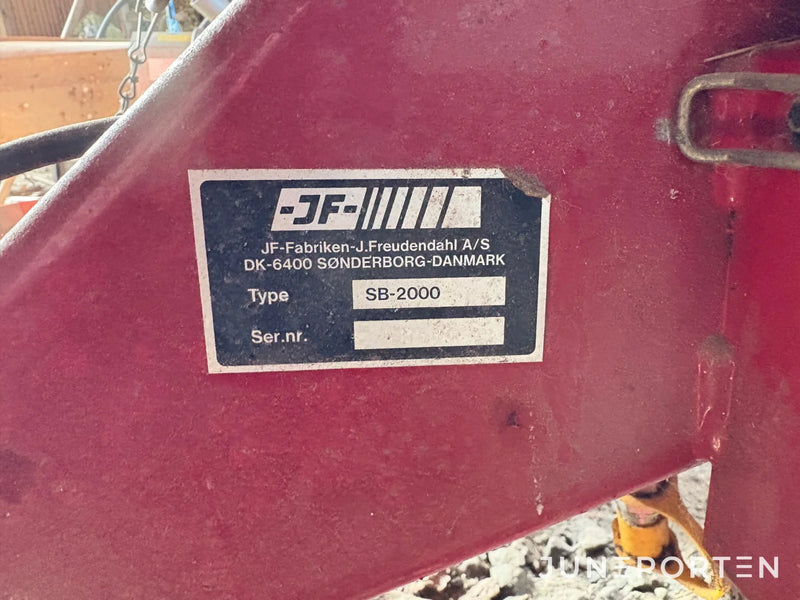 -JF-
JF-Fabriken-J.Freudendahl A/S
DK-6400 SØNDERBORG-DANMARK
Type SB-2000
Ser.nr.
JUNEPORTEN